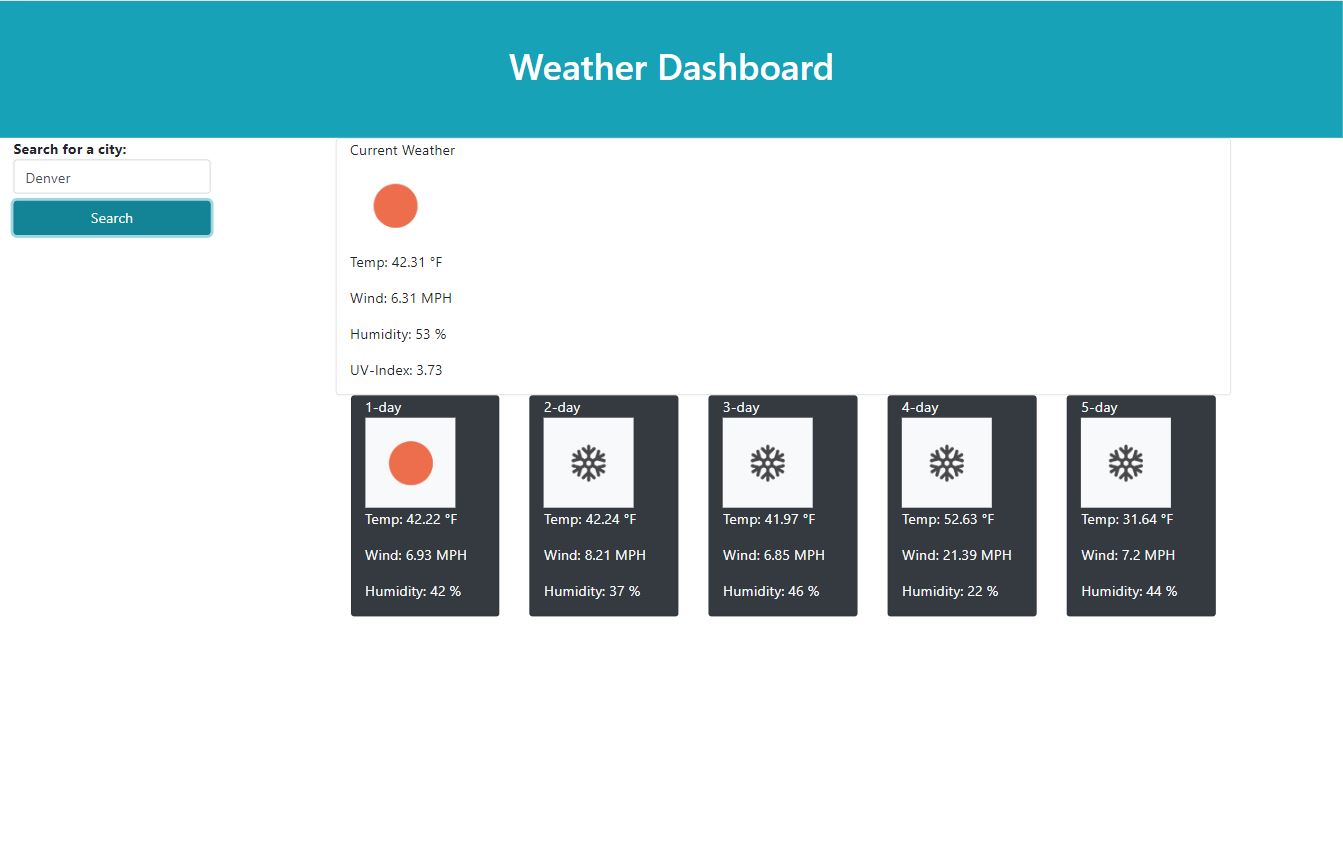 Weather Dashboard
Search for a city:
Denver
Search
Current Weather
Temp: 42.31 °F
Wind: 6.31 MPH
Humidity: 53 %
UV-Index: 3.73
1-day
Temp: 42.22 °F
Wind: 6.93 MPH
Humidity: 42 %
2-day
Temp: 42.24 °F
Wind: 8.21 MPH
Humidity: 37 %
3-day
Temp: 41.97 °F
Wind: 6.85 MPH
Humidity: 46 %
4-day
Temp: 52.63 °F
Wind: 21.39 MPH
Humidity: 22 %
5-day
Temp: 31.64 °F
Wind: 7.2 MPH
Humidity: 44 %